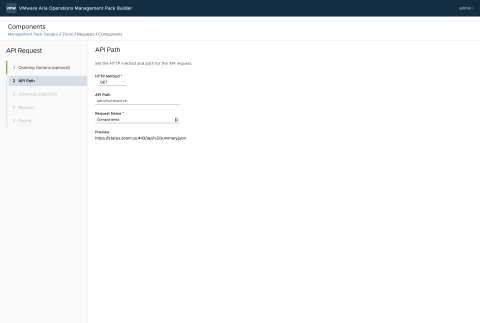 vmw VMware Aria Operations Management Pack Builder admin
Components
Management Pack Designs / Zoom / Requests / Components
API Request
1 Chaining Options (optional)
2 API Path
3 Advanced (optional)
4 Request
5 Paging
API Path
Set the HTTP method and path for the API request.
HTTP Method *
GET
API Path
path/to/resource
Request Name *
Components
Preview
https://status.zoom.us:443/api/v2/summary.json